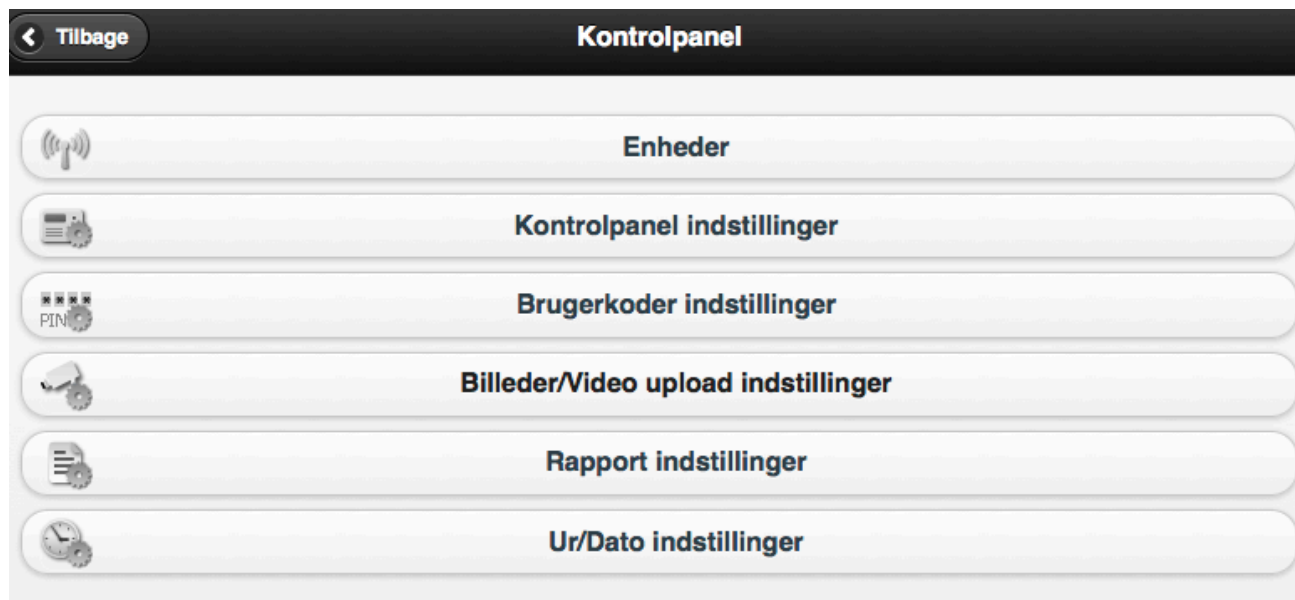 Tilbage
Kontrolpanel
Enheder
Kontrolpanel indstillinger
PIN
Brugerkoder indstillinger
Billeder/Video upload indstillinger
Rapport indstillinger
Ur/Dato indstillinger